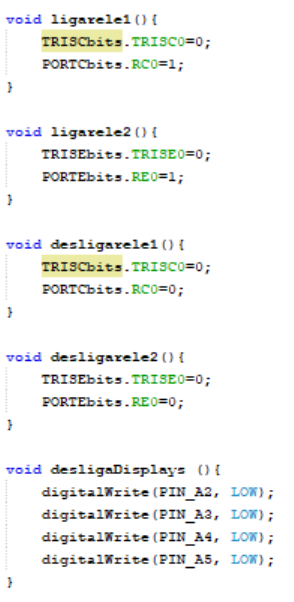 void ligarele1(){
TRISCbits.TRISC0=0;
PORTCbits.RC0=1;
}
void ligarele2(){
TRISEbits.TRISE0=0;
PORTEbits.RE0=1;
}
void desligarele1(){
TRISCbits.TRISC0=0;
PORTCbits.RC0=0;
}
void desligarele2(){
TRISEbits.TRISE0=0;
PORTEbits.RE0=0;
}
void desligaDisplays (){
digitalWrite(PIN_A2, LOW);
digitalWrite(PIN_A3, LOW);
digitalWrite(PIN_A4, LOW);
digitalWrite(PIN_A5, LOW);
}